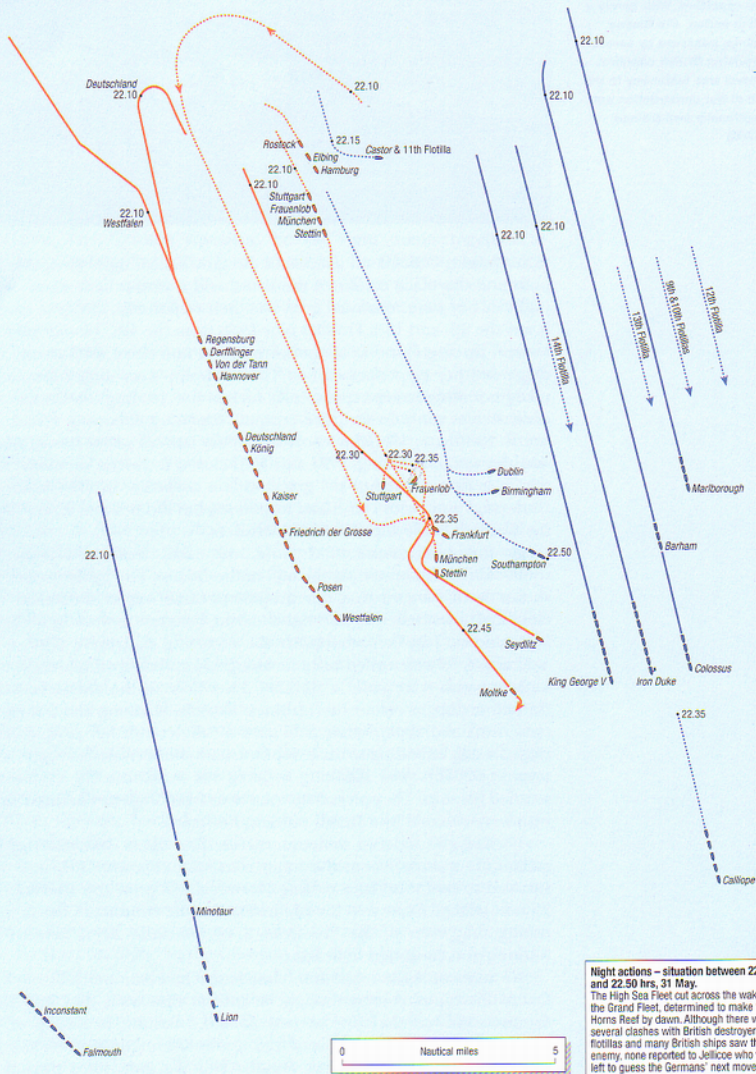 22.10
22.10
Deutschland
22.10
22.10
22.10
22.15
Castor & 11th Flotilla
Rostock
Elbing
Hamburg
22.10
22.10
Stuttgart
Frauenlob
München
Stettin
22.10
Westfalen
22.10
22.10
14th Flotilla
13th Flotilla
9th &10th Flotillas
12th Flotilla
Regensburg
Derfflinger
Von der Tann
Hannover
Deutschland
König
Kaiser
Friedrich der Grosse
Posen
Westfalen
22.30
22.30
22.35
Stuttgart
Frauenlob
22.35
Frankfurt
München
Stettin
Dublin
Birmingham
Southampton
22.50
Marlborough
Barham
22.10
22.45
Seydlitz
Moltke
King George V
Iron Duke
Colossus
22.35
Calliope
Minotaur
Lion
Inconstant
Falmouth
0 Nautical miles 5
Night actions – situation between 22
and 22.50 hrs, 31 May.
The High Sea Fleet cut across the wak
the Grand Fleet, determined to make
Horns Reef by dawn. Although there w
several clashes with British destroyer
flotillas and many British ships saw th
enemy, none reported to Jellicoe who
left to guess the Germans' next mov